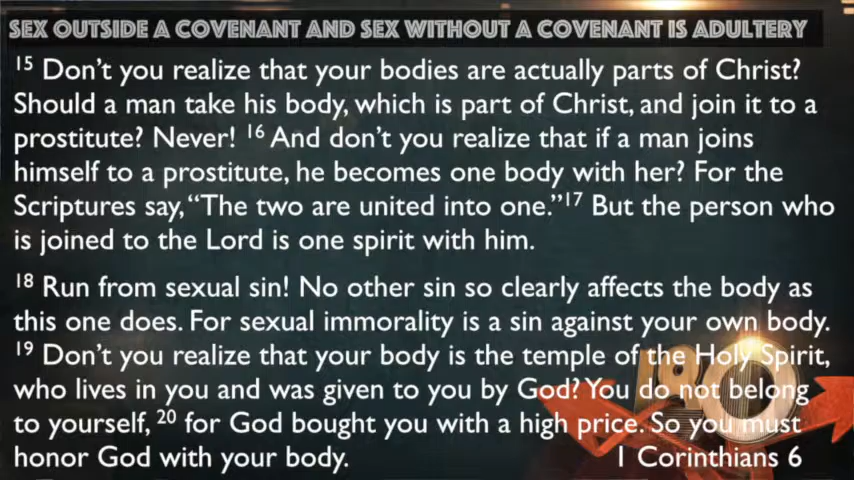 SEX OUTSIDE A COVENANT AND SEX WITHOUT A COVENANT IS ADULTERY
15 Don't you realize that your bodies are actually parts of Christ?
Should a man take his body, which is part of Christ, and join it to a
prostitute? Never! 16 And don't you realize that if a man joins
himself to a prostitute, he becomes one body with her? For the
Scriptures say, “The two are united into one.”17 But the person who
is joined to the Lord is one spirit with him.
18 Run from sexual sin! No other sin so clearly affects the body as
this one does. For sexual immorality is a sin against your own body.
19 Don't you realize that your body is the temple of the Holy Spirit,
who lives in you and was given to you by God? You do not belong
to yourself, 20 for God bought you with a high price. So you must
honor God with your body. 1 Corinthians 6
180